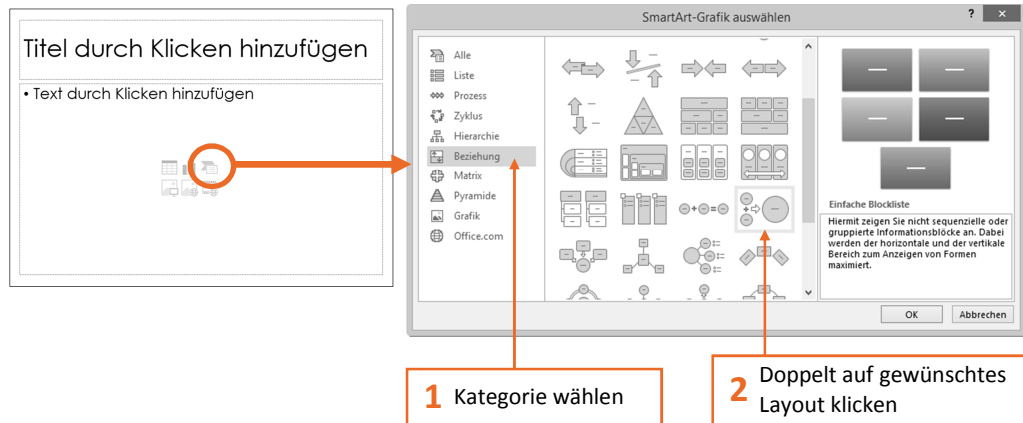 Titel durch Klicken hinzufügen
• Text durch Klicken hinzufügen
SmartArt-Grafik auswählen
?
×
Alle
Liste
Prozess
Zyklus
Hierarchie
Beziehung
Matrix
Pyramide
Grafik
Office.com
Einfache Blockliste
Hiermit zeigen Sie nicht sequenzielle oder
gruppierte Informationsblöcke an. Dabei
werden der horizontale und der vertikale
Bereich zum Anzeigen von Formen
maximiert.
OK
Abbrechen
1 Kategorie wählen
2 Doppelt auf gewünschtes
Layout klicken